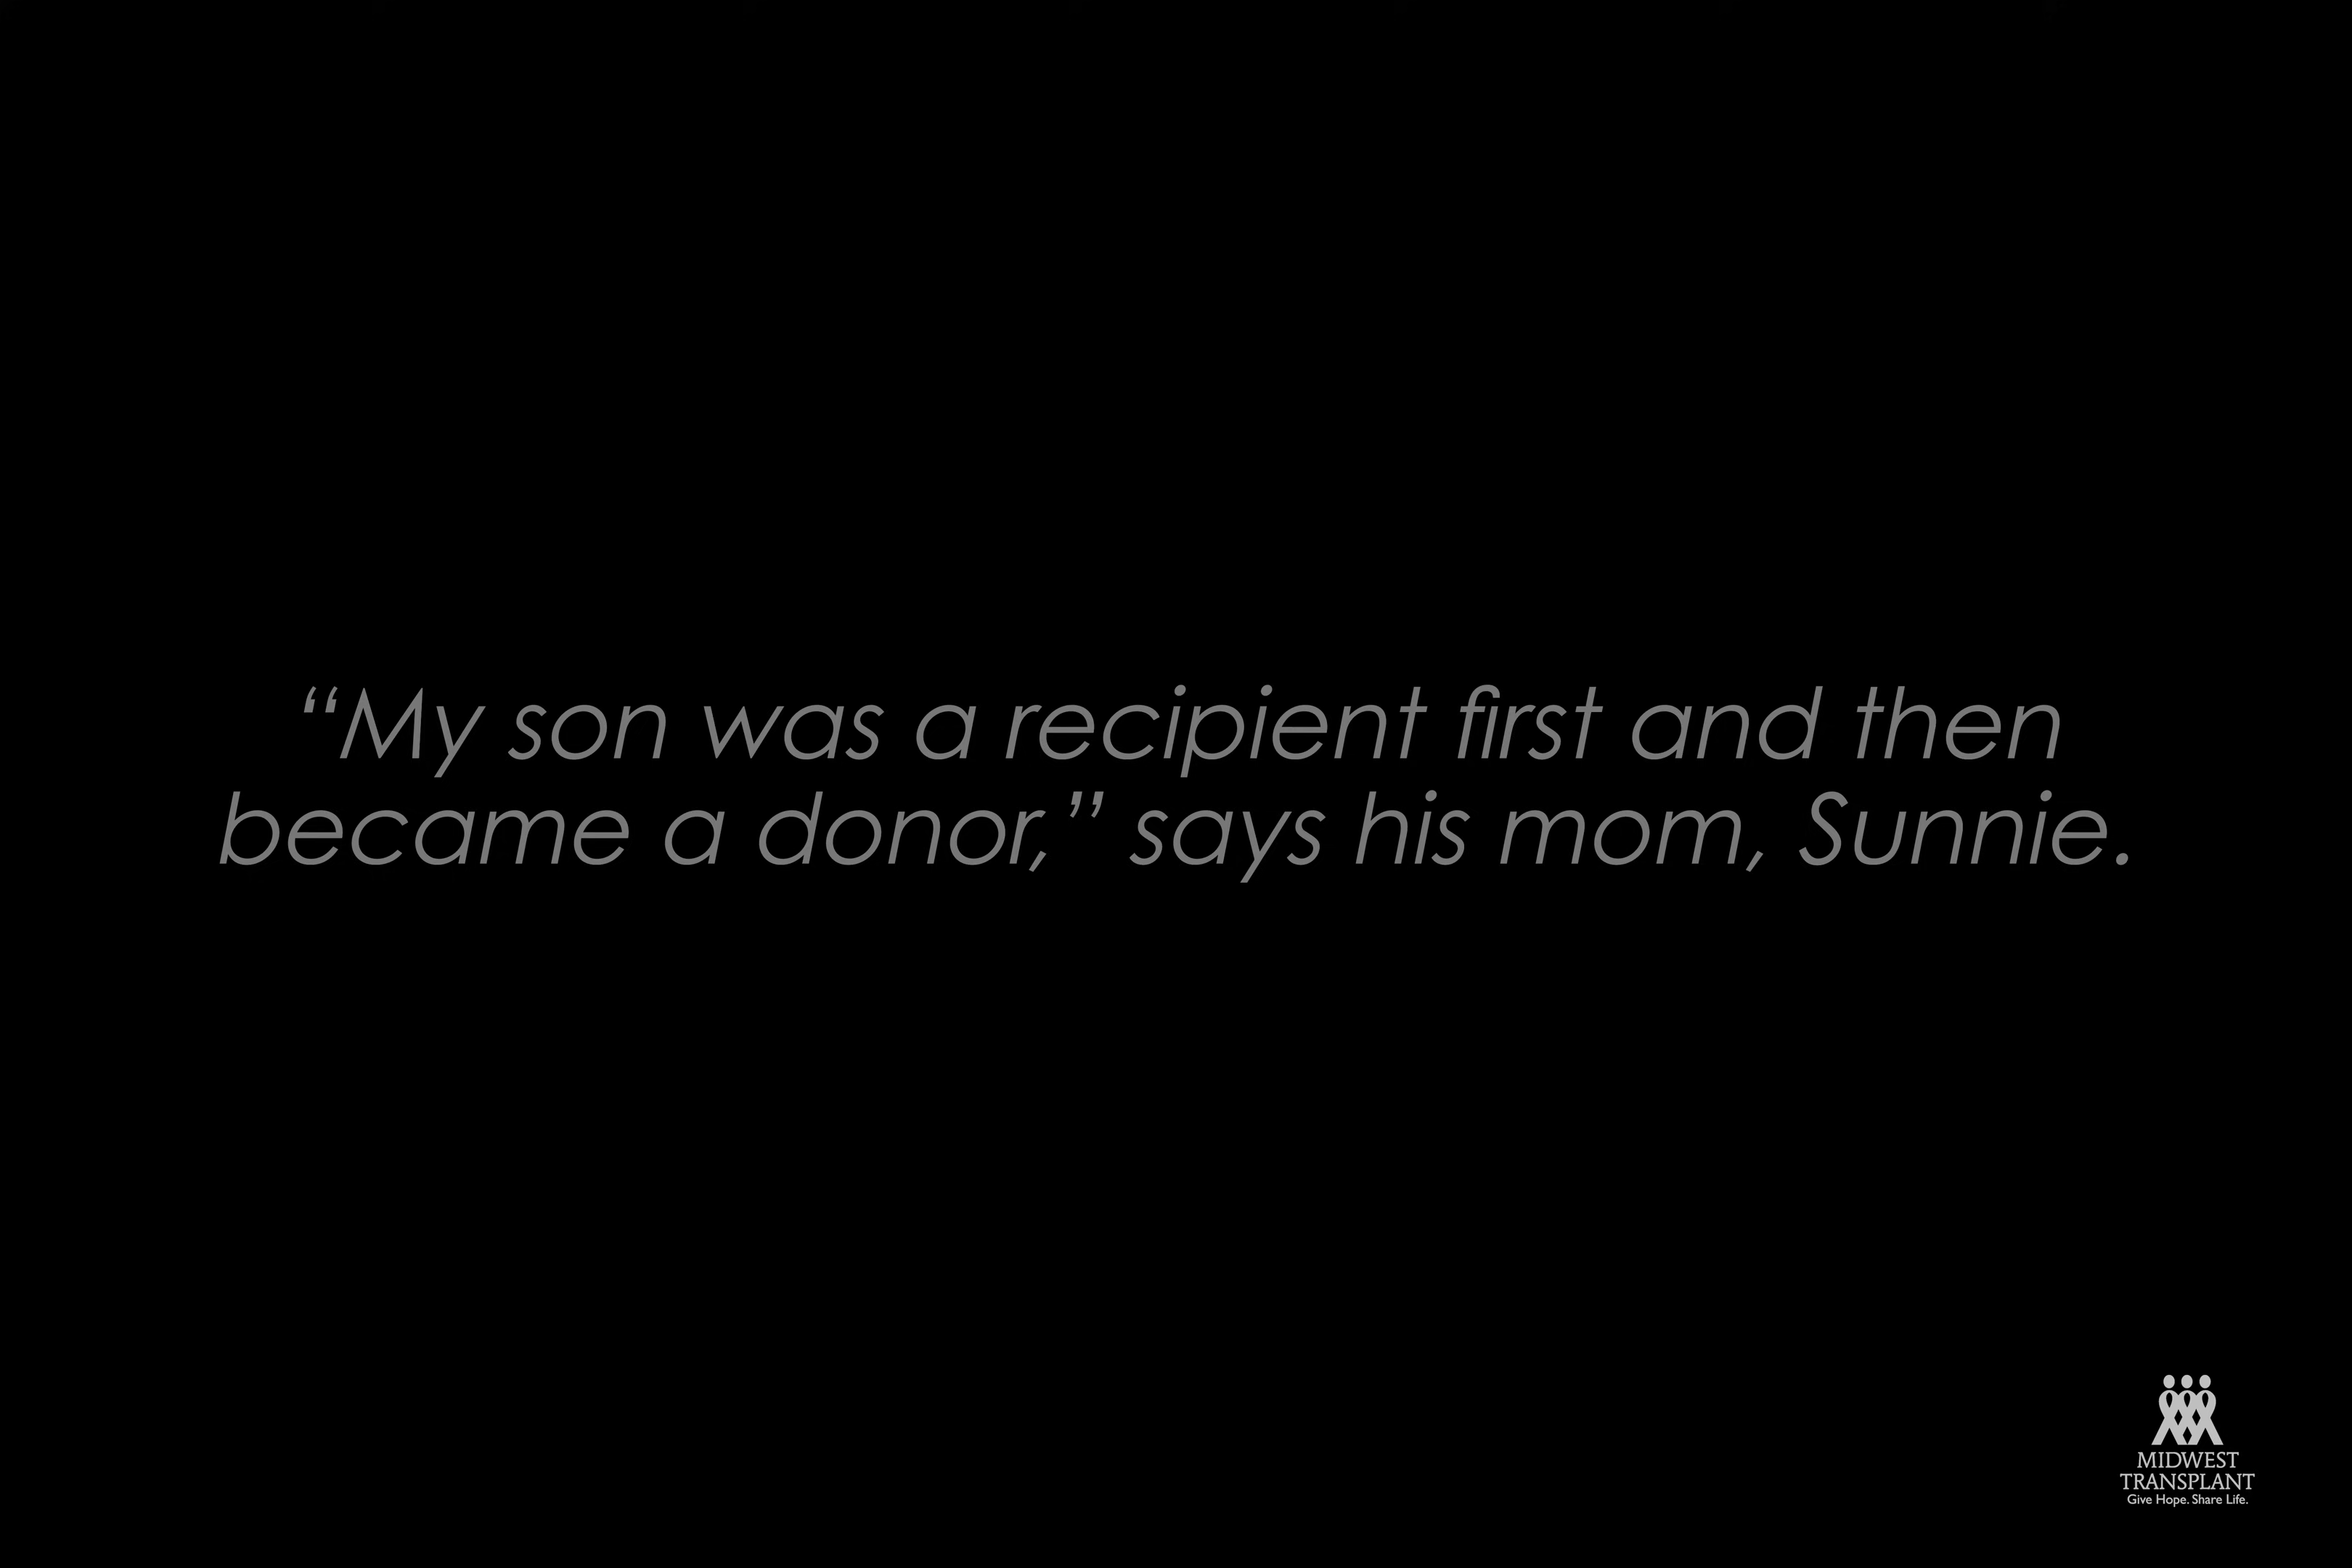 “My son was a recipient first and then
became a donor,” says his mom, Sunnie.
MIDWEST
TRANSPLANT
Give Hope. Share Life.